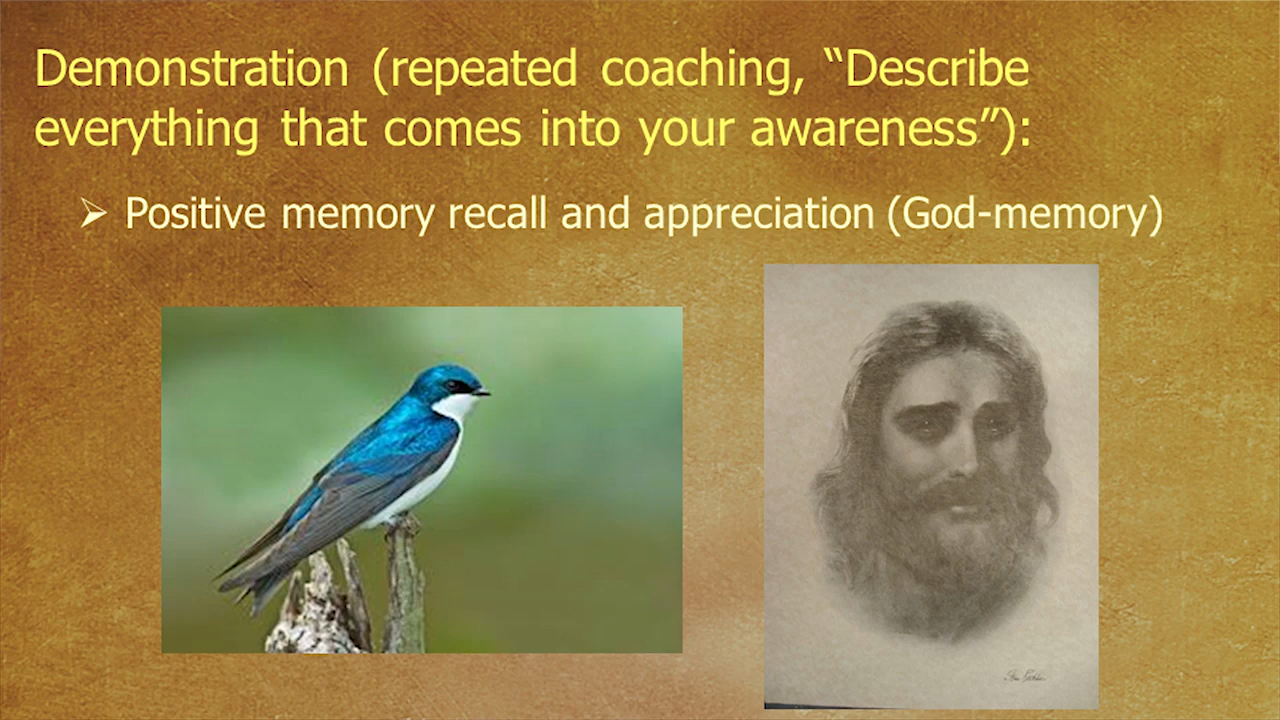 Demonstration (repeated coaching, “Describe
everything that comes into your awareness”):
➢ Positive memory recall and appreciation (God-memory)